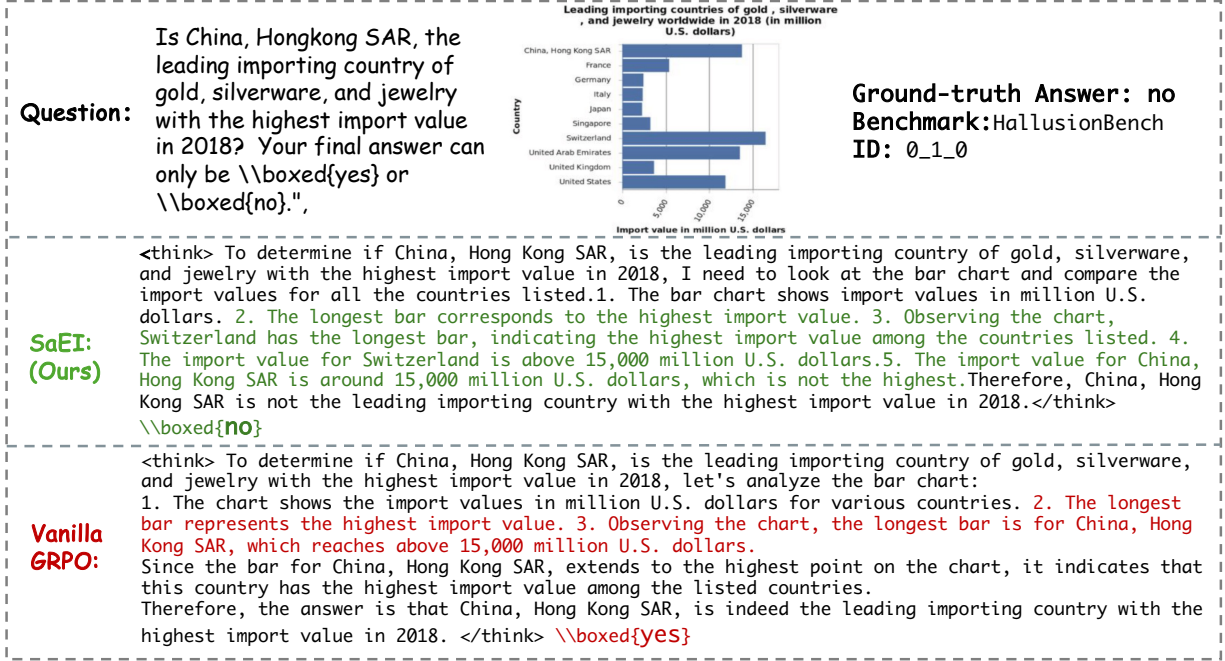 Question:
Is China, Hongkong SAR, the
leading importing country of
gold, silverware, and jewelry
with the highest import value
in 2018?  Your final answer can
only be \\boxed{yes} or
\\boxed{no}.",
Leading importing countries of gold , silverware
, and jewelry worldwide in 2018 (in million
U.S. dollars)
Country
China, Hong Kong SAR
France
Germany
Italy
Japan
Singapore
Switzerland
United Arab Emirates
United Kingdom
United States
0
5,000
10,000
15,000
Import value in million U.S. dollars
Ground-truth Answer: no
Benchmark:HallusionBench
ID: 0_1_0
SaEI:
(Ours)
<think> To determine if China, Hong Kong SAR, is the leading importing country of gold, silverware,
and jewelry with the highest import value in 2018, I need to look at the bar chart and compare the
import values for all the countries listed.1. The bar chart shows import values in million U.S.
dollars. 2. The longest bar corresponds to the highest import value. 3. Observing the chart,
Switzerland has the longest bar, indicating the highest import value among the countries listed. 4.
The import value for Switzerland is above 15,000 million U.S. dollars.5. The import value for China,
Hong Kong SAR is around 15,000 million U.S. dollars, which is not the highest.Therefore, China, Hong
Kong SAR is not the leading importing country with the highest import value in 2018.</think>
\\boxed{no}
Vanilla
GRPO:
<think> To determine if China, Hong Kong SAR, is the leading importing country of gold, silverware,
and jewelry with the highest import value in 2018, let's analyze the bar chart:
1. The chart shows the import values in million U.S. dollars for various countries. 2. The longest
bar represents the highest import value. 3. Observing the chart, the longest bar is for China, Hong
Kong SAR, which reaches above 15,000 million U.S. dollars.
Since the bar for China, Hong Kong SAR, extends to the highest point on the chart, it indicates that
this country has the highest import value among the listed countries.
Therefore, the answer is that China, Hong Kong SAR, is indeed the leading importing country with the
highest import value in 2018. </think> \\boxed{yes}